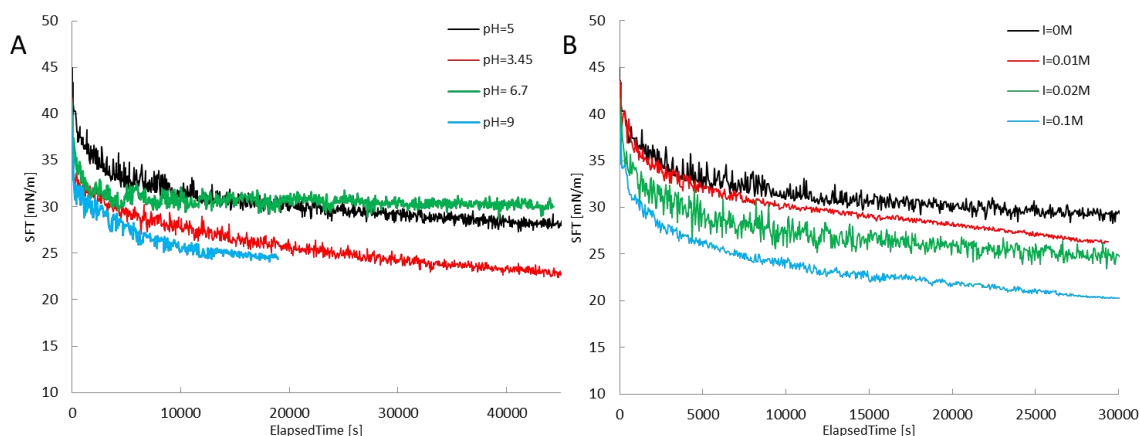 A
SFT [mN/m]
50
45
40
35
30
25
20
15
10
0
10000
20000
30000
40000
ElapsedTime [s]
pH=5
pH=3.45
pH= 6.7
pH=9
B
SFT [mN/m]
50
45
40
35
30
25
20
15
10
0
5000
10000
15000
20000
25000
30000
ElapsedTime [s]
I=0M
I=0.01M
I=0.02M
I=0.1M